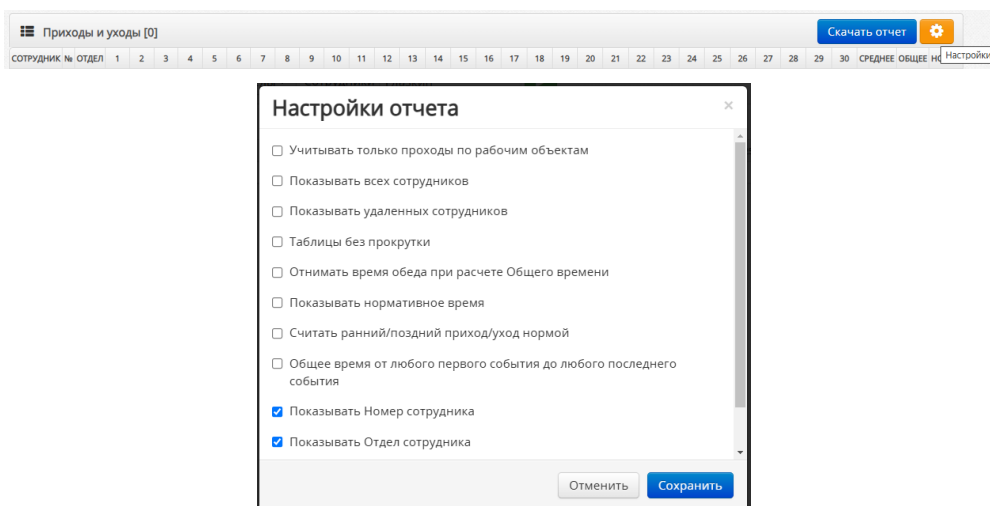 Приходы и уходы [0]
Скачать отчет
СОТРУДНИК № ОТДЕЛ 1 2 3 4 5 6 7 8 9 10 11 12 13 14 15 16 17 18 19 20 21 22 23 24 25 26 27 28 29 30 СРЕДНЕЕ ОБЩЕЕ
Настройки
Настройки отчета
×
Учитывать только проходы по рабочим объектам
Показывать всех сотрудников
Показывать удаленных сотрудников
Таблицы без прокрутки
Отнимать время обеда при расчете Общего времени
Показывать нормативное время
Считать ранний/поздний приход/уход нормой
Общее время от любого первого события до любого последнего
события
Показывать Номер сотрудника
Показывать Отдел сотрудника
Отменить Сохранить